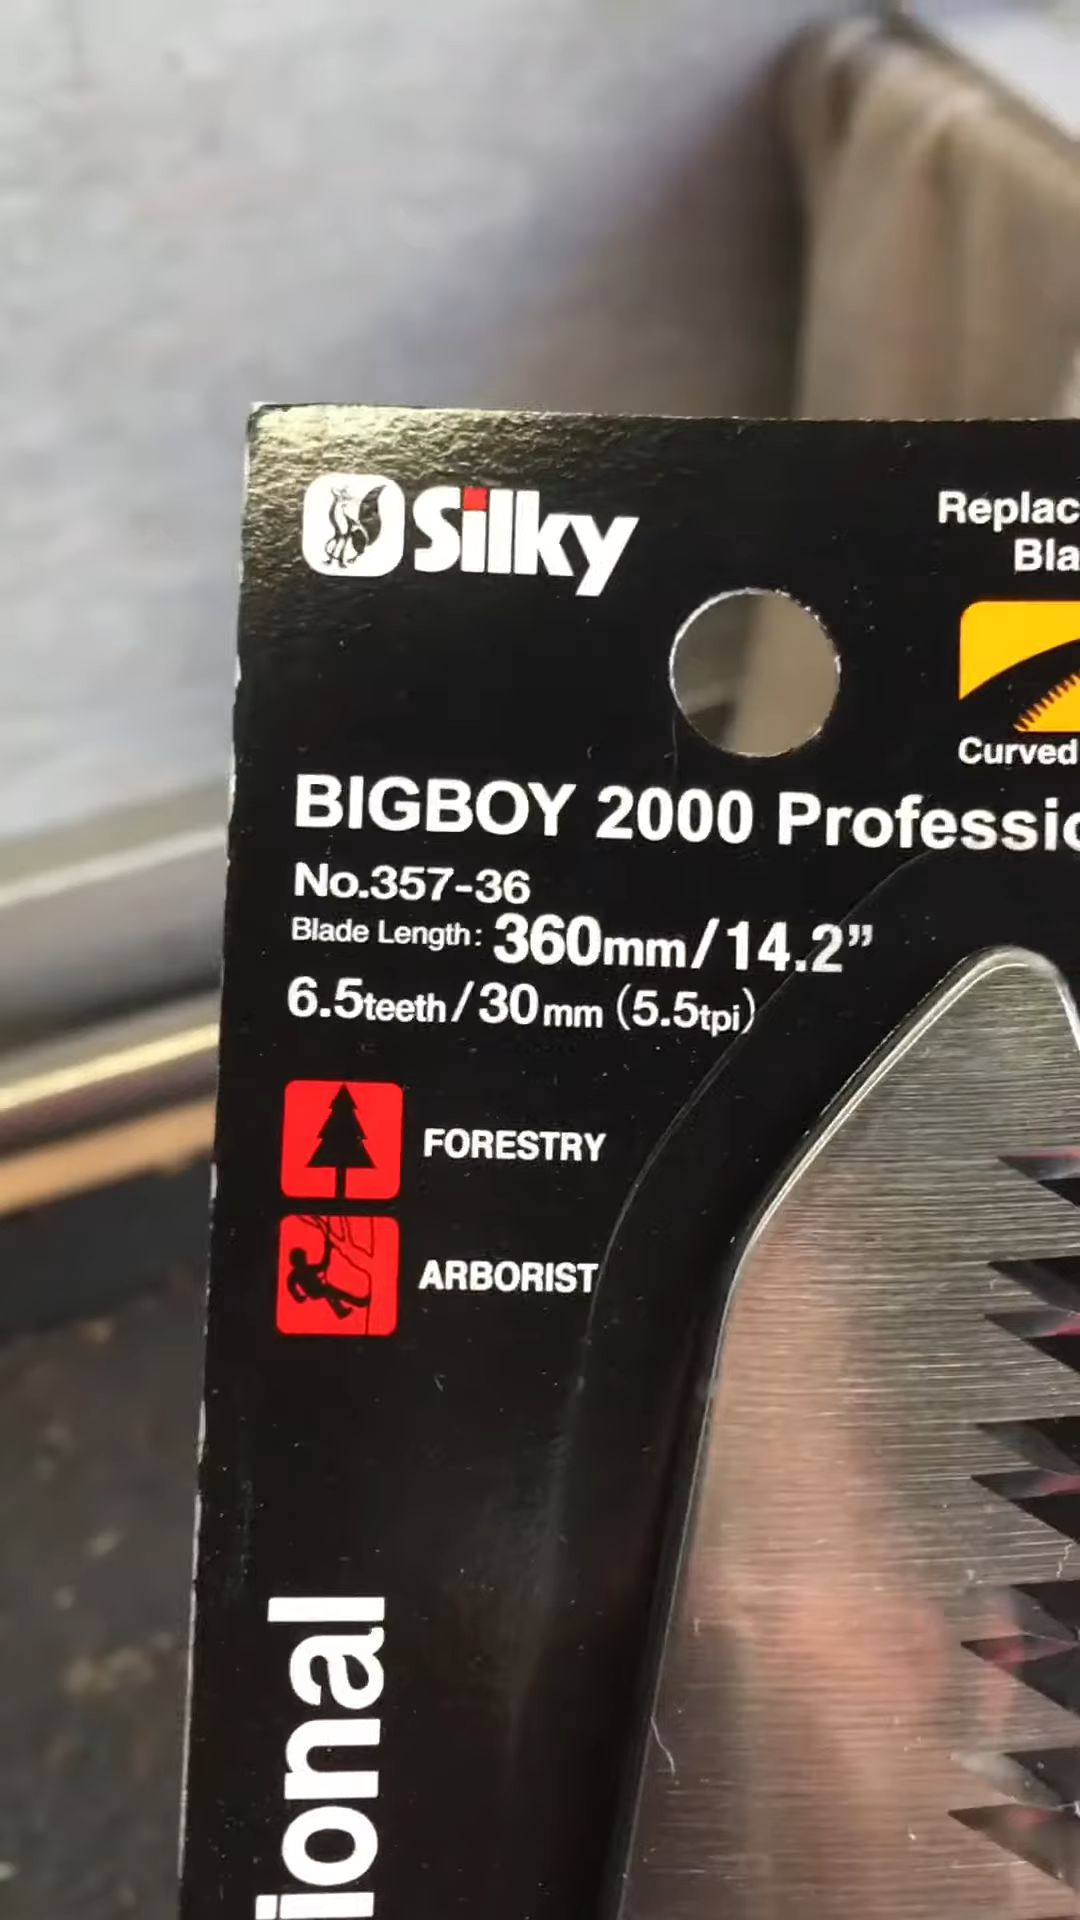 Silky
Replac
Bla
Curved
BIGBOY 2000 Professio
No.357-36
Blade Length: 360mm/14.2”
6.5teeth/30mm (5.5tpi)
FORESTRY
ARBORIST
ional